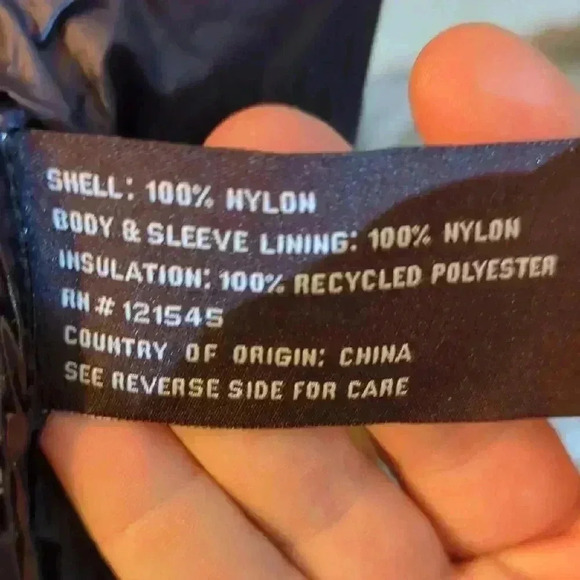 SHELL: 100% NYLON
BODY & SLEEVE LINING: 100% NYLON
INSULATION: 100% RECYCLED POLYESTER
RN # 121545
COUNTRY OF ORIGIN: CHINA
SEE REVERSE SIDE FOR CARE